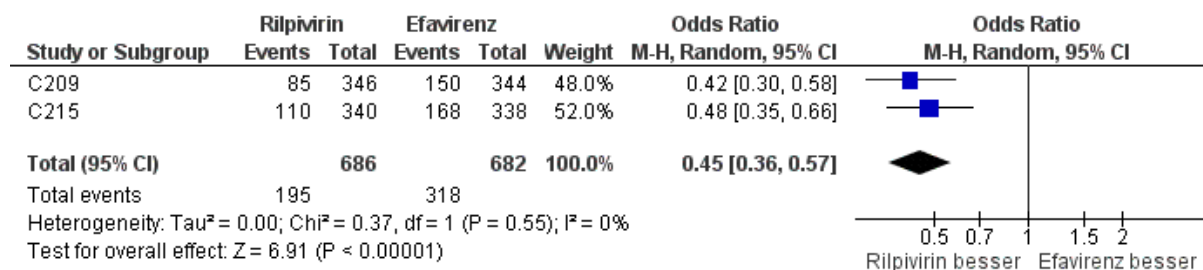 Rilpivirin Efavirenz Odds Ratio Odds Ratio
Study or Subgroup Events Total Events Total Weight M-H, Random, 95% CI M-H, Random, 95% CI
C209 85 346 150 344 48.0% 0.42 [0.30, 0.58]
C215 110 340 168 338 52.0% 0.48 [0.35, 0.66]
Total (95% CI) 686 682 100.0% 0.45 [0.36, 0.57]
Total events 195 318
Heterogeneity: Tau² = 0.00; Chi² = 0.37, df = 1 (P = 0.55); I² = 0%
Test for overall effect: Z = 6.91 (P < 0.00001)
0.5 0.7 1 1.5 2
Rilpivirin besser Efavirenz besser